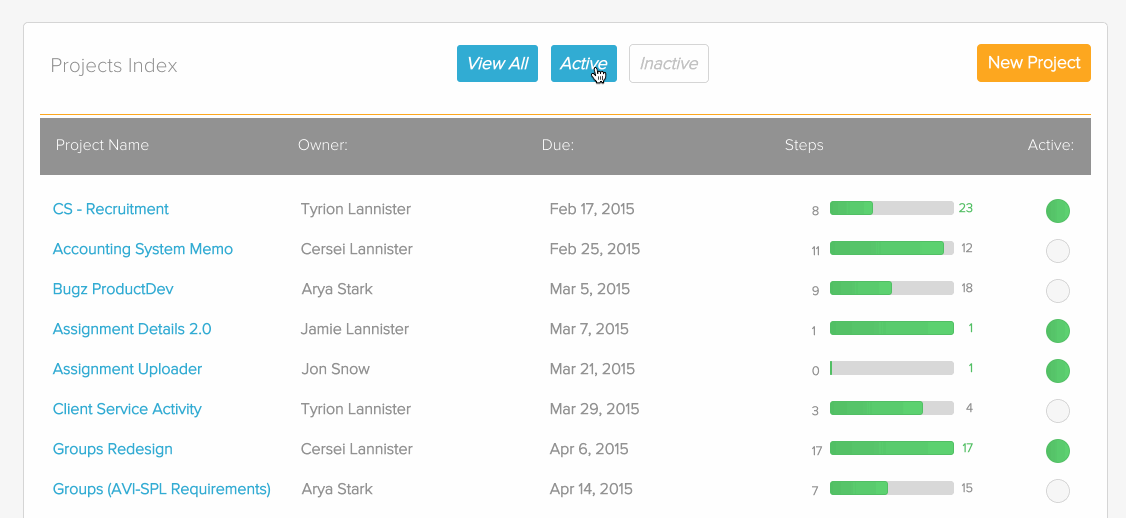 Projects Index View All Active Inactive New Project
Project Name Owner: Due: Steps Active:
CS - Recruitment Tyrion Lannister Feb 17, 2015 8 23
Accounting System Memo Cersei Lannister Feb 25, 2015 11 12
Bugz ProductDev Arya Stark Mar 5, 2015 9 18
Assignment Details 2.0 Jamie Lannister Mar 7, 2015 1 1
Assignment Uploader Jon Snow Mar 21, 2015 0 1
Client Service Activity Tyrion Lannister Mar 29, 2015 3 4
Groups Redesign Cersei Lannister Apr 6, 2015 17 17
Groups (AVI-SPL Requirements) Arya Stark Apr 14, 2015 7 15